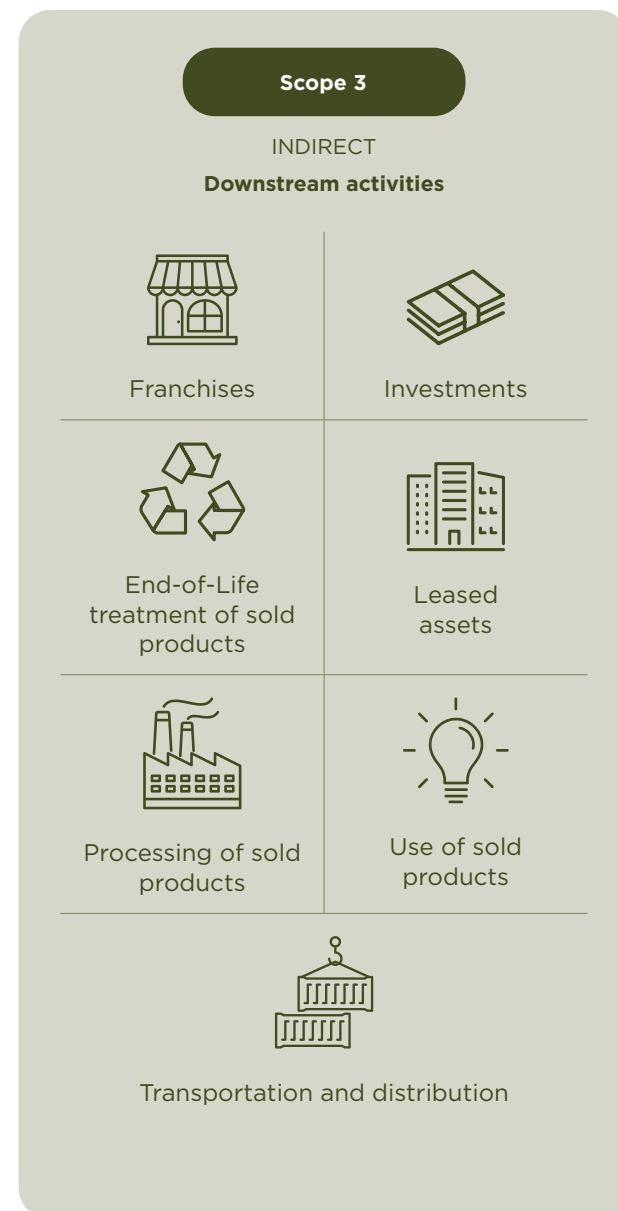 Scope 3
INDIRECT
Downstream activities
Franchises
Investments
End-of-Life
treatment of sold
products
Leased
assets
Processing of sold
products
Use of sold
products
Transportation and distribution